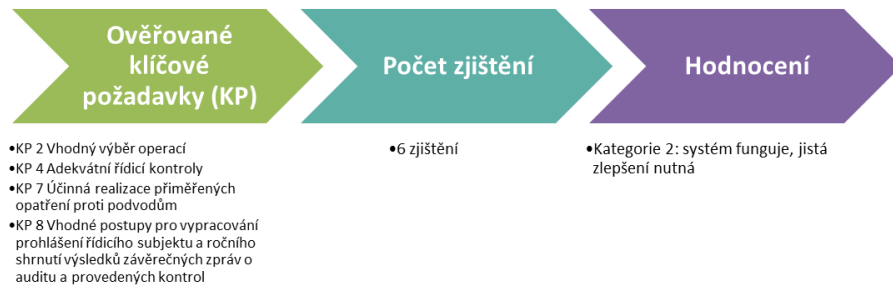 Ověřované
klíčové
požadavky (KP)
•KP 2 Vhodný výběr operací
•KP 4 Adekvátní řídicí kontroly
•KP 7 Účinná realizace přiměřených
opatření proti podvodům
•KP 8 Vhodné postupy pro vypracování
prohlášení řídicího subjektu a ročního
shrnutí výsledků závěrečných zpráv o
auditu a provedených kontrol
Počet zjištění
•6 zjištění
Hodnocení
•Kategorie 2: systém funguje, jistá
zlepšení nutná